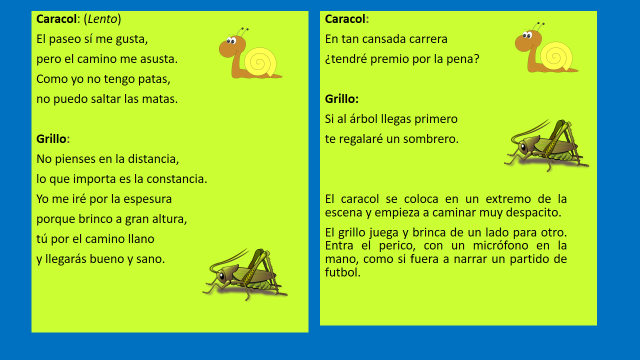 Caracol: (Lento)
El paseo sí me gusta,
pero el camino me asusta.
Como yo no tengo patas,
no puedo saltar las matas.
Grillo:
No pienses en la distancia,
lo que importa es la constancia.
Yo me iré por la espesura
porque brinco a gran altura,
tú por el camino llano
y llegarás bueno y sano.
Caracol:
En tan cansada carrera
¿tendré premio por la pena?
Grillo:
Si al árbol llegas primero
te regalaré un sombrero.
El caracol se coloca en un extremo de la
escena y empieza a caminar muy despacito.
El grillo juega y brinca de un lado para otro.
Entra el perico, con un micrófono en la
mano, como si fuera a narrar un partido de
futbol.